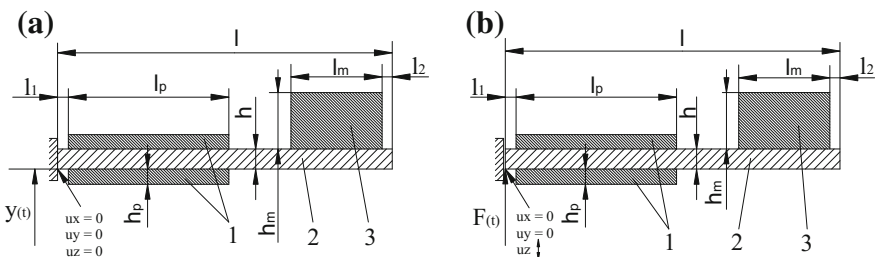 (a)
l
l₁
lₚ
lₘ
l₂
h
hₚ
hₘ
y(t)
ux = 0
uy = 0
uz = 0
1
2
3
(b)
l
l₁
lₚ
lₘ
l₂
h
hₚ
hₘ
F(t)
ux = 0
uy = 0
uz
1
2
3